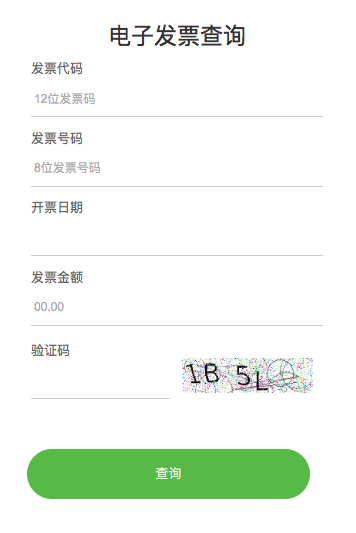 电子发票查询
发票代码
12位发票码
发票号码
8位发票号码
开票日期
发票金额
00.00
验证码
1B 5L
查询